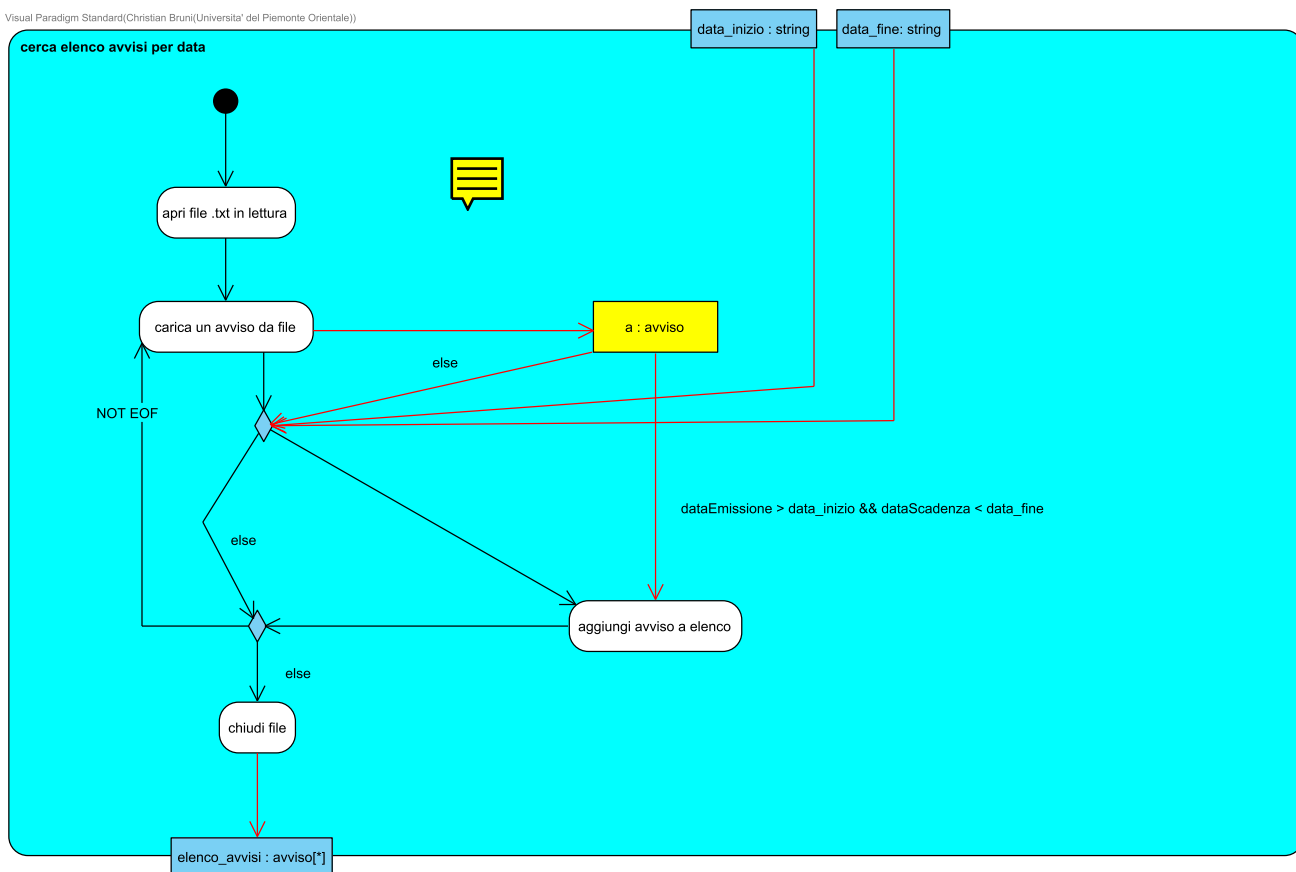 Visual Paradigm Standard(Christian Bruni(Universita' del Piemonte Orientale))
data_inizio : string
data_fine: string
cerca elenco avvisi per data
apri file .txt in lettura
carica un avviso da file
a : avviso
else
NOT EOF
dataEmissione > data_inizio && dataScadenza < data_fine
else
aggiungi avviso a elenco
else
chiudi file
elenco_avvisi : avviso[*]